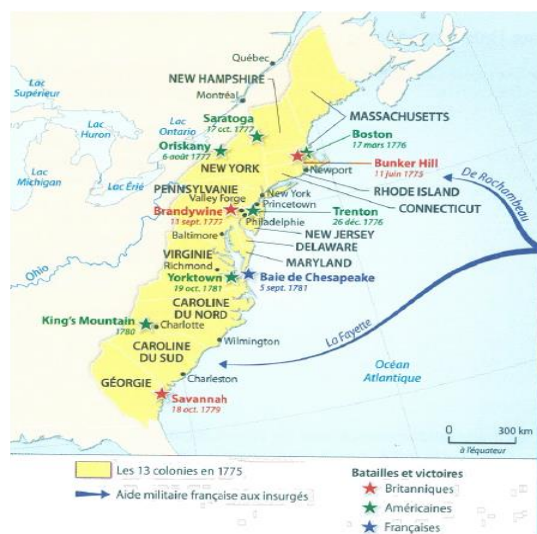 Québec
Lac
Supérieur
NEW HAMPSHIRE
Montréal
Lac
Huron
Lac
Ontario
Saratoga
17 oct. 1777
MASSACHUSETTS
Boston
17 mars 1776
Oriskany
6 août 1777
Bunker Hill
11 juin 1775
NEW YORK
Newport
Lac
Michigan
Lac Érié
De Rochambeau
RHODE ISLAND
PENNSYLVANIE
New York
CONNECTICUT
Valley Forge
Princetown
Brandywine
11 sept. 1777
Trenton
26 déc. 1776
Philadelphie
Baltimore
NEW JERSEY
DELAWARE
VIRGINIE
MARYLAND
Ohio
Richmond
Yorktown
19 oct. 1781
Baie de Chesapeake
5 sept. 1781
CAROLINE
DU NORD
King's Mountain
1780
Charlotte
La Fayette
Wilmington
CAROLINE
DU SUD
Océan
Atlantique
GÉORGIE
Charleston
Savannah
18 oct. 1779
0 300 km
à l'équateur
Les 13 colonies en 1775
Aide militaire française aux insurgés
Batailles et victoires
Britanniques
Américaines
Françaises